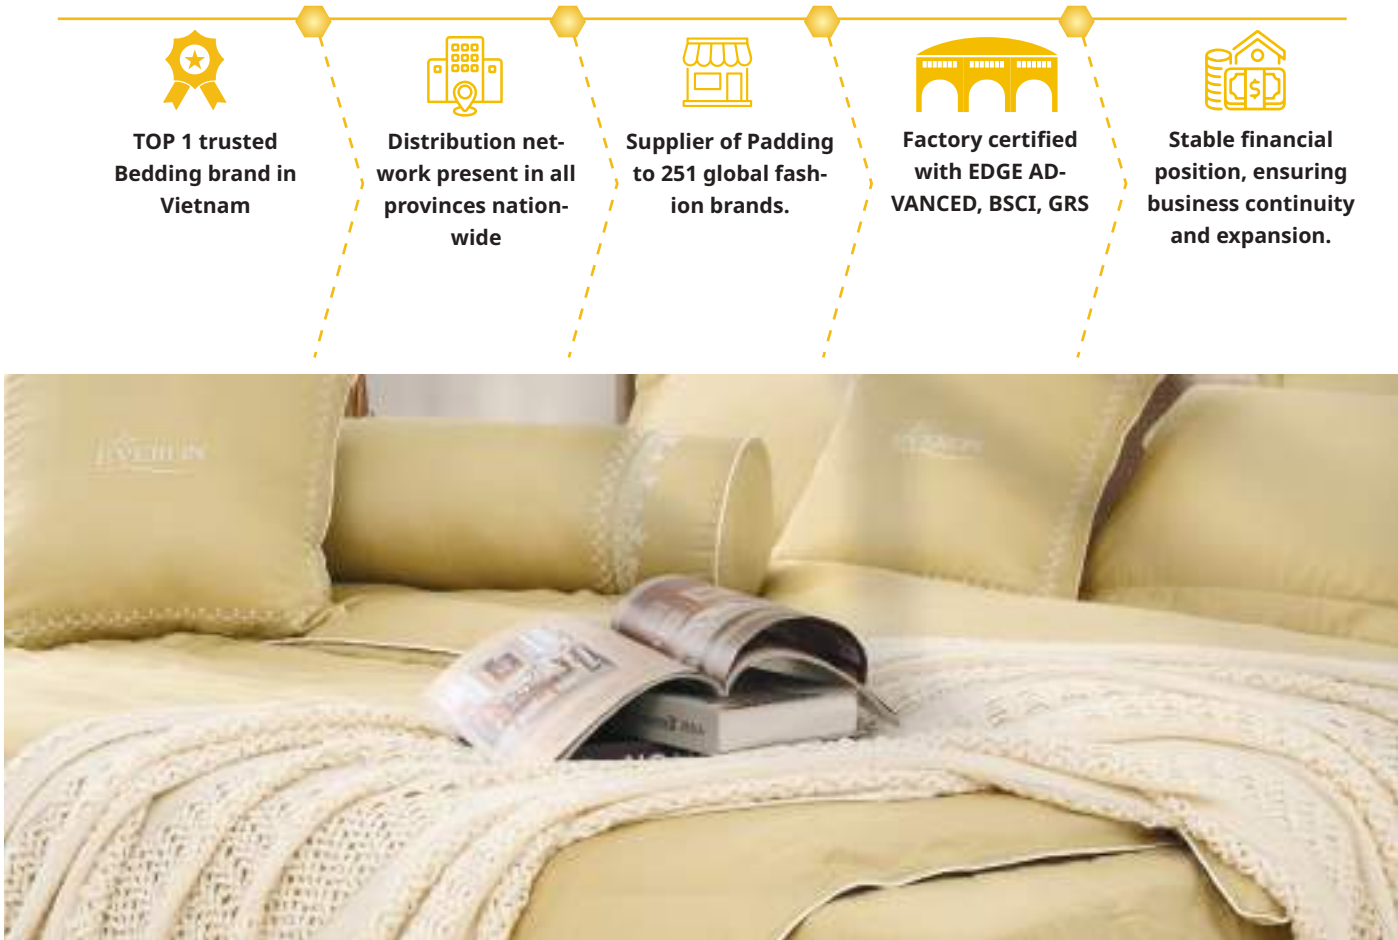 TOP 1 trusted
Bedding brand in
Vietnam
Distribution net-
work present in all
provinces nation-
wide
Supplier of Padding
to 251 global fash-
ion brands.
Factory certified
with EDGE AD-
VANCED, BSCI, GRS
Stable financial
position, ensuring
business continuity
and expansion.
$